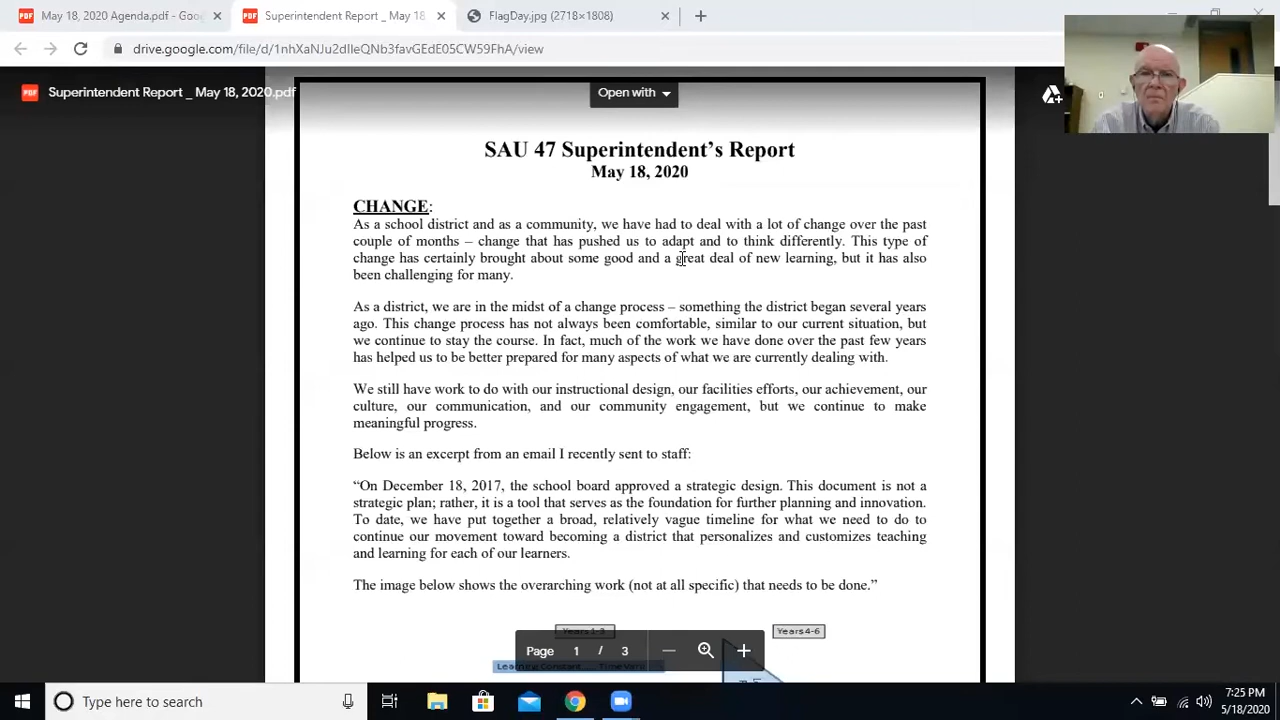 May 18, 2020 Agenda.pdf - Goog
Superintendent Report _ May 18
FlagDay.jpg (2718×1808)
drive.google.com/file/d/1nhXaNJu2dIleQNb3favGEdE05CW59FhA/view
Superintendent Report _ May 18, 2020.pdf
Open with
SAU 47 Superintendent's Report
May 18, 2020
CHANGE:
As a school district and as a community, we have had to deal with a lot of change over the past
couple of months – change that has pushed us to adapt and to think differently. This type of
change has certainly brought about some good and a great deal of new learning, but it has also
been challenging for many.
As a district, we are in the midst of a change process – something the district began several years
ago. This change process has not always been comfortable, similar to our current situation, but
we continue to stay the course. In fact, much of the work we have done over the past few years
has helped us to be better prepared for many aspects of what we are currently dealing with.
We still have work to do with our instructional design, our facilities efforts, our achievement, our
culture, our communication, and our community engagement, but we continue to make
meaningful progress.
Below is an excerpt from an email I recently sent to staff:
“On December 18, 2017, the school board approved a strategic design. This document is not a
strategic plan; rather, it is a tool that serves as the foundation for further planning and innovation.
To date, we have put together a broad, relatively vague timeline for what we need to do to
continue our movement toward becoming a district that personalizes and customizes teaching
and learning for each of our learners.
The image below shows the overarching work (not at all specific) that needs to be done.”
Years 1-3
Years 4-6
Page 1 / 3
Learning Constant
Type here to search
7:25 PM
5/18/2020